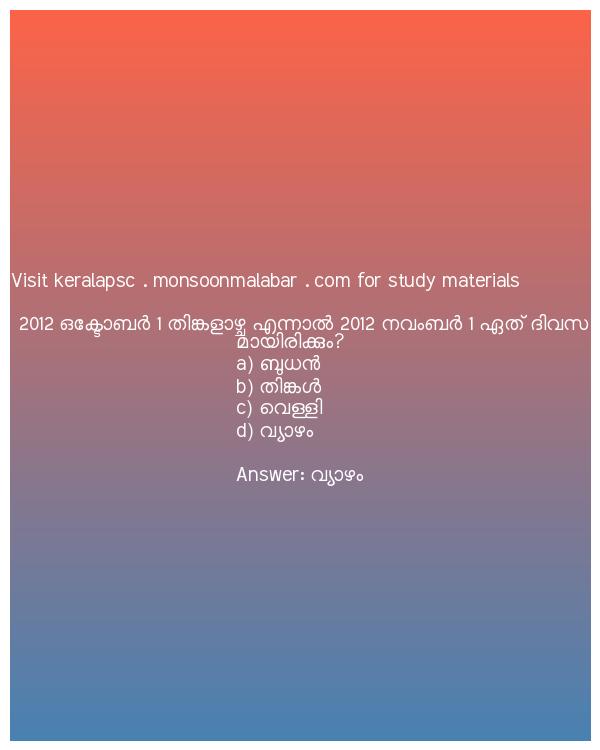 Visit keralapsc . monsoonmalabar . com for study materials
2012 ഒക്ടോബർ 1 തിങ്കളാഴ്ച എന്നാൽ 2012 നവംബർ 1 ഏത് ദിവസ
മായിരിക്കും?
a) ബുധൻ
b) തിങ്കൾ
c) വെള്ളി
d) വ്യാഴം
Answer: വ്യാഴം